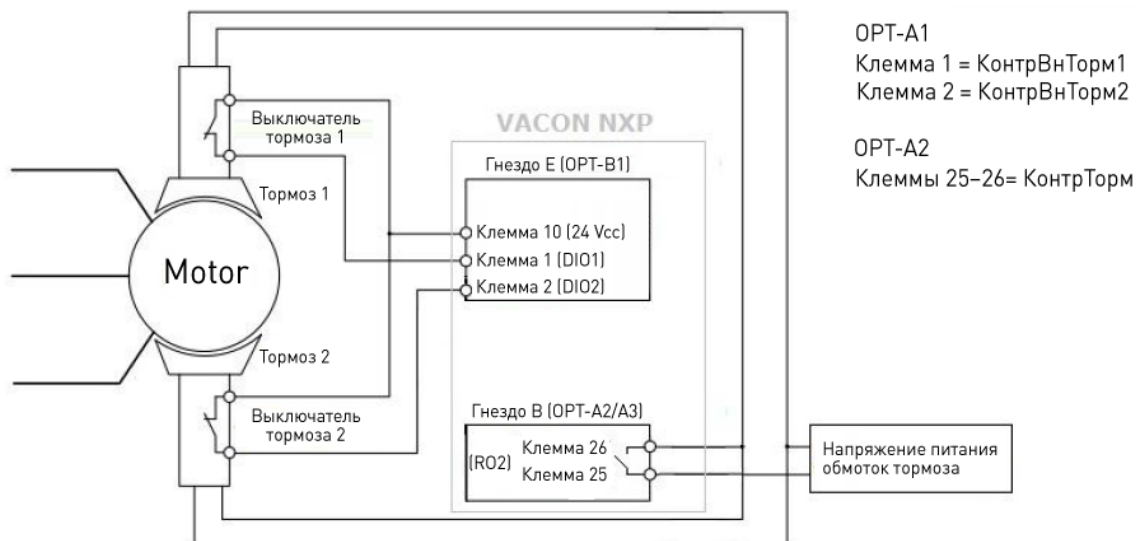 OPT-A1
Клемма 1 = КонтрВнТорм1
Клемма 2 = КонтрВнТорм2
OPT-A2
Клеммы 25–26= КонтрТорм
Выключатель
тормоза 1
VACON NXP
Гнездо E (OPT-B1)
Тормоз 1
Клемма 10 (24 Vcc)
Клемма 1 (DIO1)
Клемма 2 (DIO2)
Motor
Тормоз 2
Выключатель
тормоза 2
Гнездо B (OPT-A2/A3)
Клемма 26
(RO2)
Клемма 25
Напряжение питания
обмоток тормоза